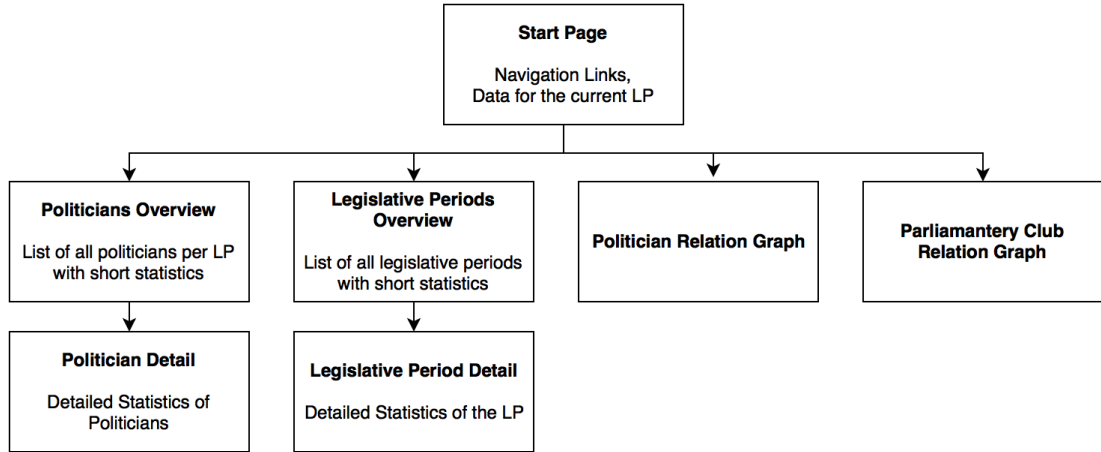 Start Page
Navigation Links,
Data for the current LP
Politicians Overview
List of all politicians per LP
with short statistics
Legislative Periods
Overview
List of all legislative periods
with short statistics
Politician Relation Graph
Parliamantery Club
Relation Graph
Politician Detail
Detailed Statistics of
Politicians
Legislative Period Detail
Detailed Statistics of the LP